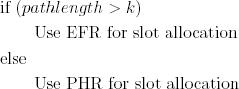 if (pathlength > k)
Use EFR for slot allocation
else
Use PHR for slot allocation